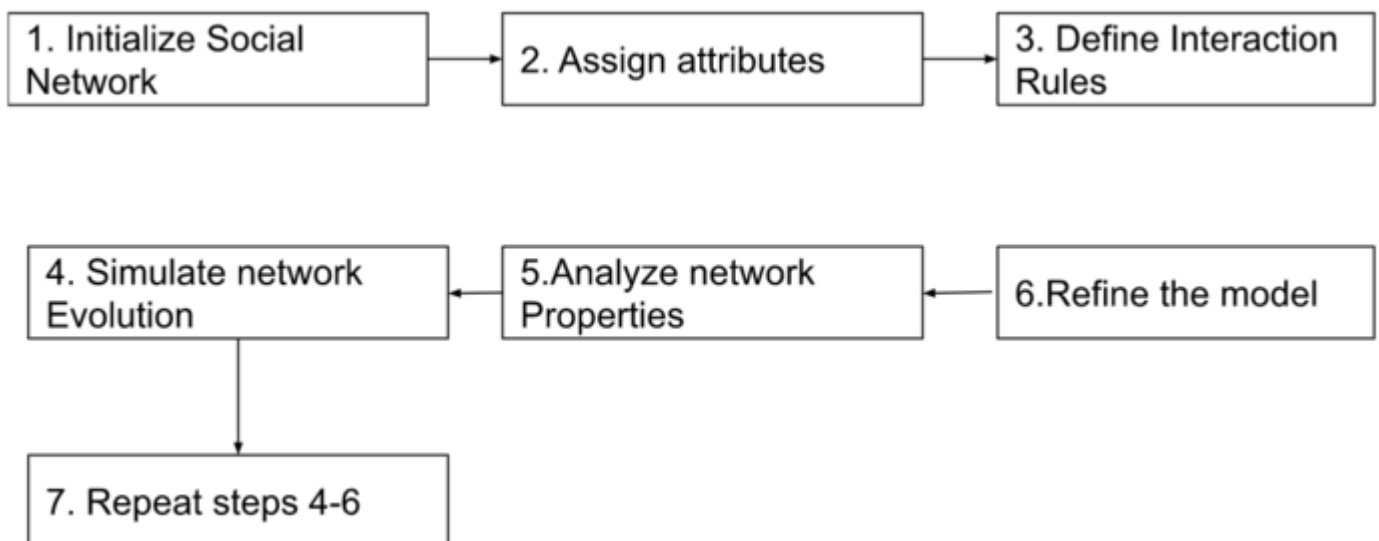 1. Initialize Social
Network
2. Assign attributes
3. Define Interaction
Rules
4. Simulate network
Evolution
5.Analyze network
Properties
6.Refine the model
7. Repeat steps 4-6